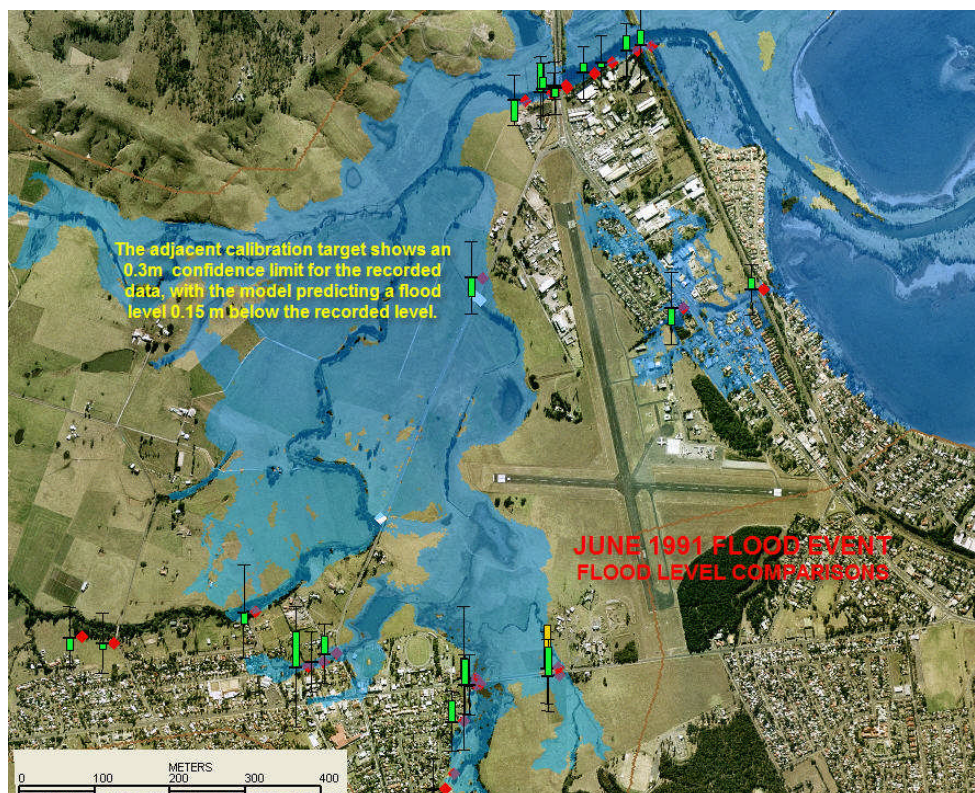 The adjacent calibration target shows an
0.3m confidence limit for the recorded
data, with the model predicting a flood
level 0.15 m below the recorded level.
JUNE 1991 FLOOD EVENT
FLOOD LEVEL COMPARISONS
METERS
0 100 200 300 400